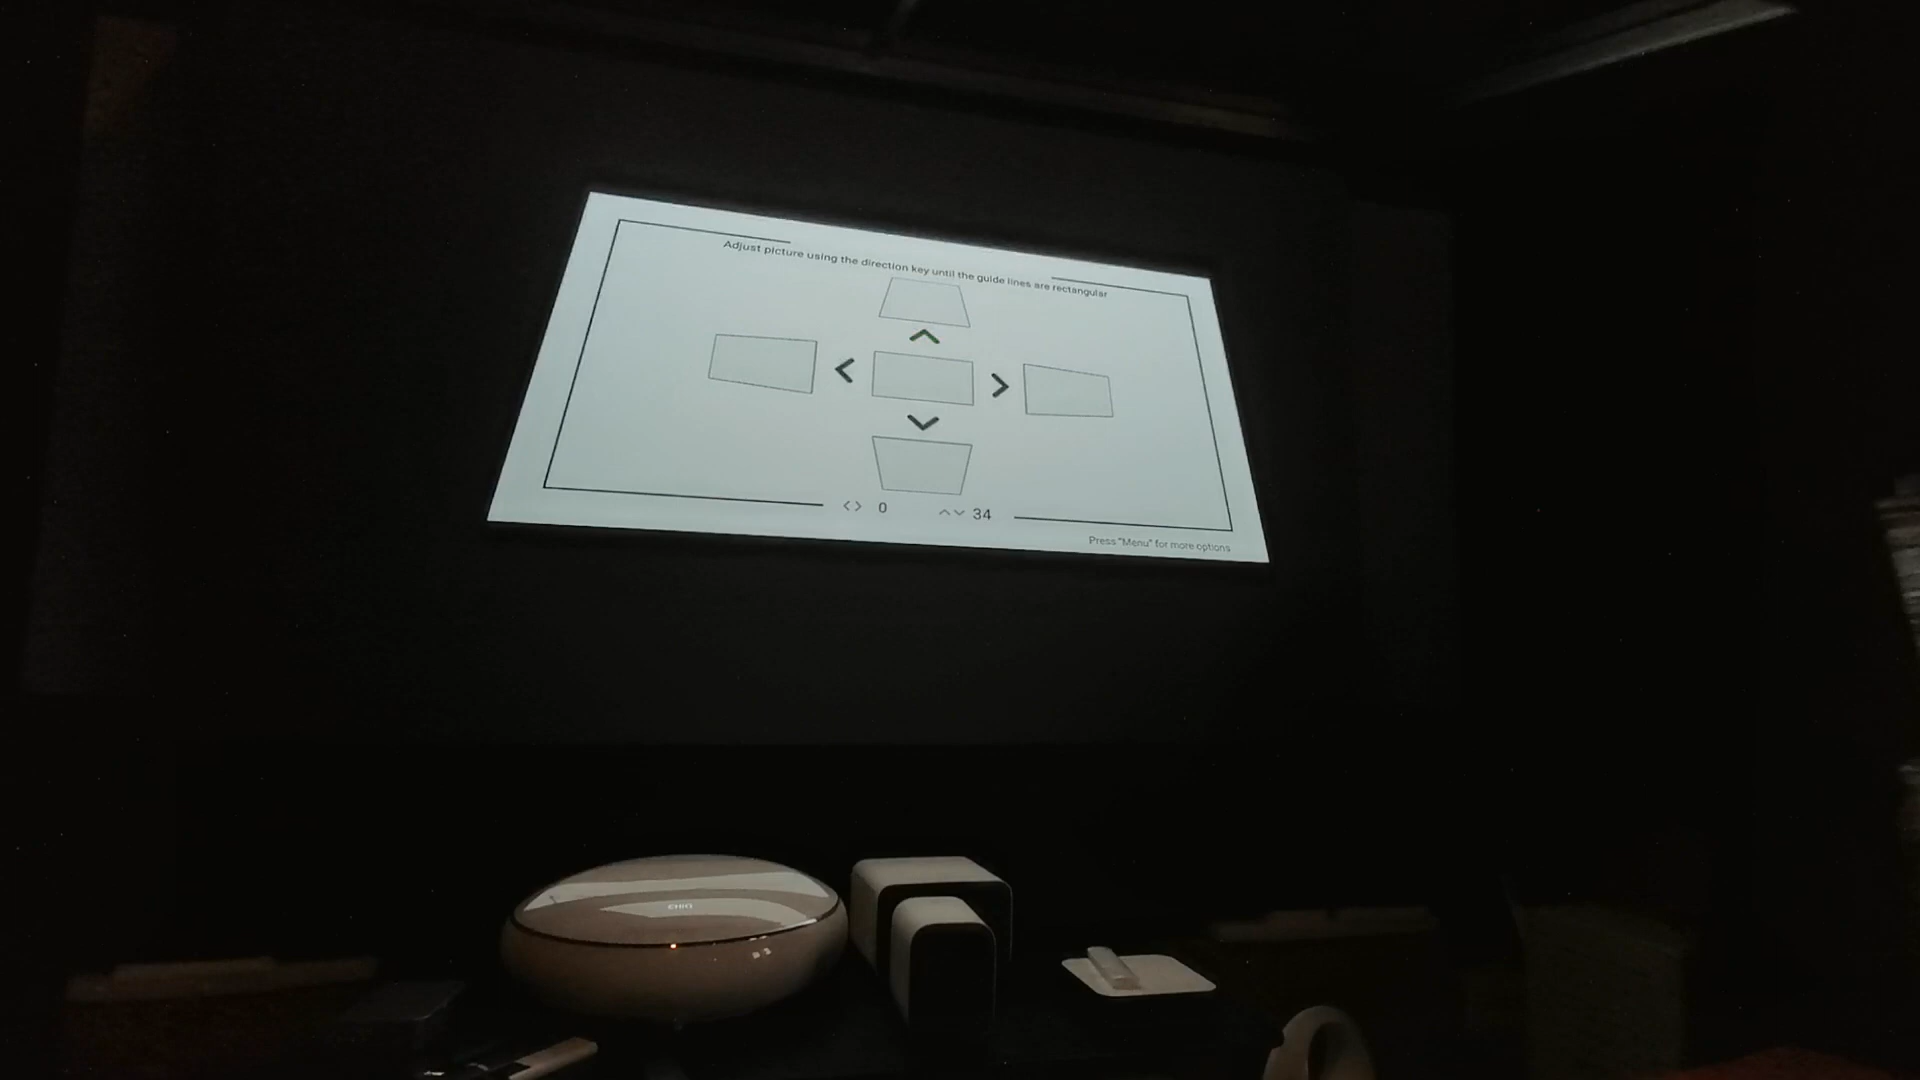 Adjust picture using the direction key until the guide lines are rectangular
<> 0 34
Press "Menu" for more options
CHiQ